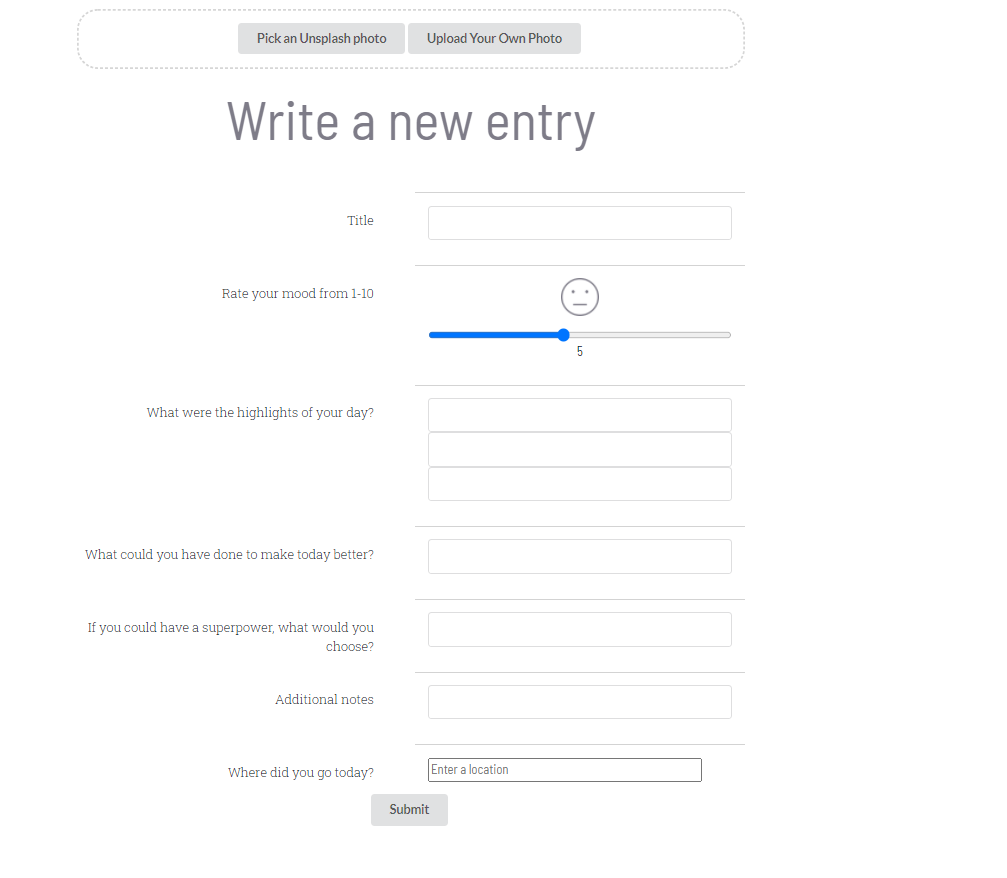 Pick an Unsplash photo Upload Your Own Photo
Write a new entry
Title
Rate your mood from 1-10
5
What were the highlights of your day?
What could you have done to make today better?
If you could have a superpower, what would you
choose?
Additional notes
Where did you go today? Enter a location
Submit